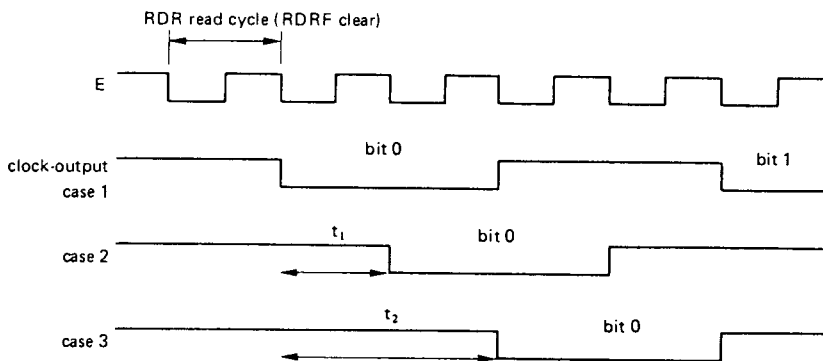 RDR read cycle (RDRF clear)
E
clock-output
case 1
bit 0
bit 1
case 2
t₁
bit 0
case 3
t₂
bit 0